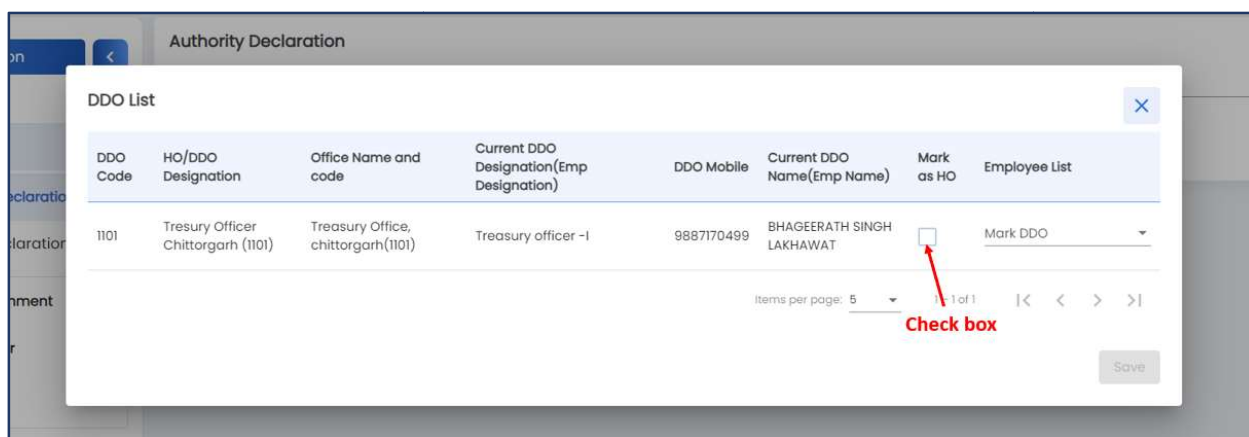 on
<
Authority Declaration
DDO List
DDO
Code
HO/DDO
Designation
Office Name and
code
Current DDO
Designation(Emp
Designation)
DDO Mobile
Current DDO
Name(Emp Name)
Mark
as HO
Employee List
eclaratio
1101
Tresury Officer
Chittorgarh (1101)
Treasury Office,
chittorgarh(1101)
Treasury officer -I
9887170499
BHAGEERATH SINGH
LAKHAWAT
Mark DDO
claration
nment
Items per page: 5
1 – 1 of 1
Check box
r
Save